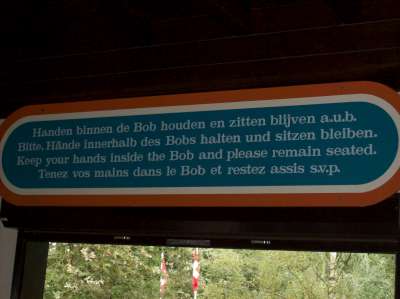 Handen binnen de Bob houden en zitten blijven a.u.b.
Bitte, Hände innerhalb des Bobs halten und sitzen bleiben.
Keep your hands inside the Bob and please remain seated.
Tenez vos mains dans le Bob et restez assis s.v.p.